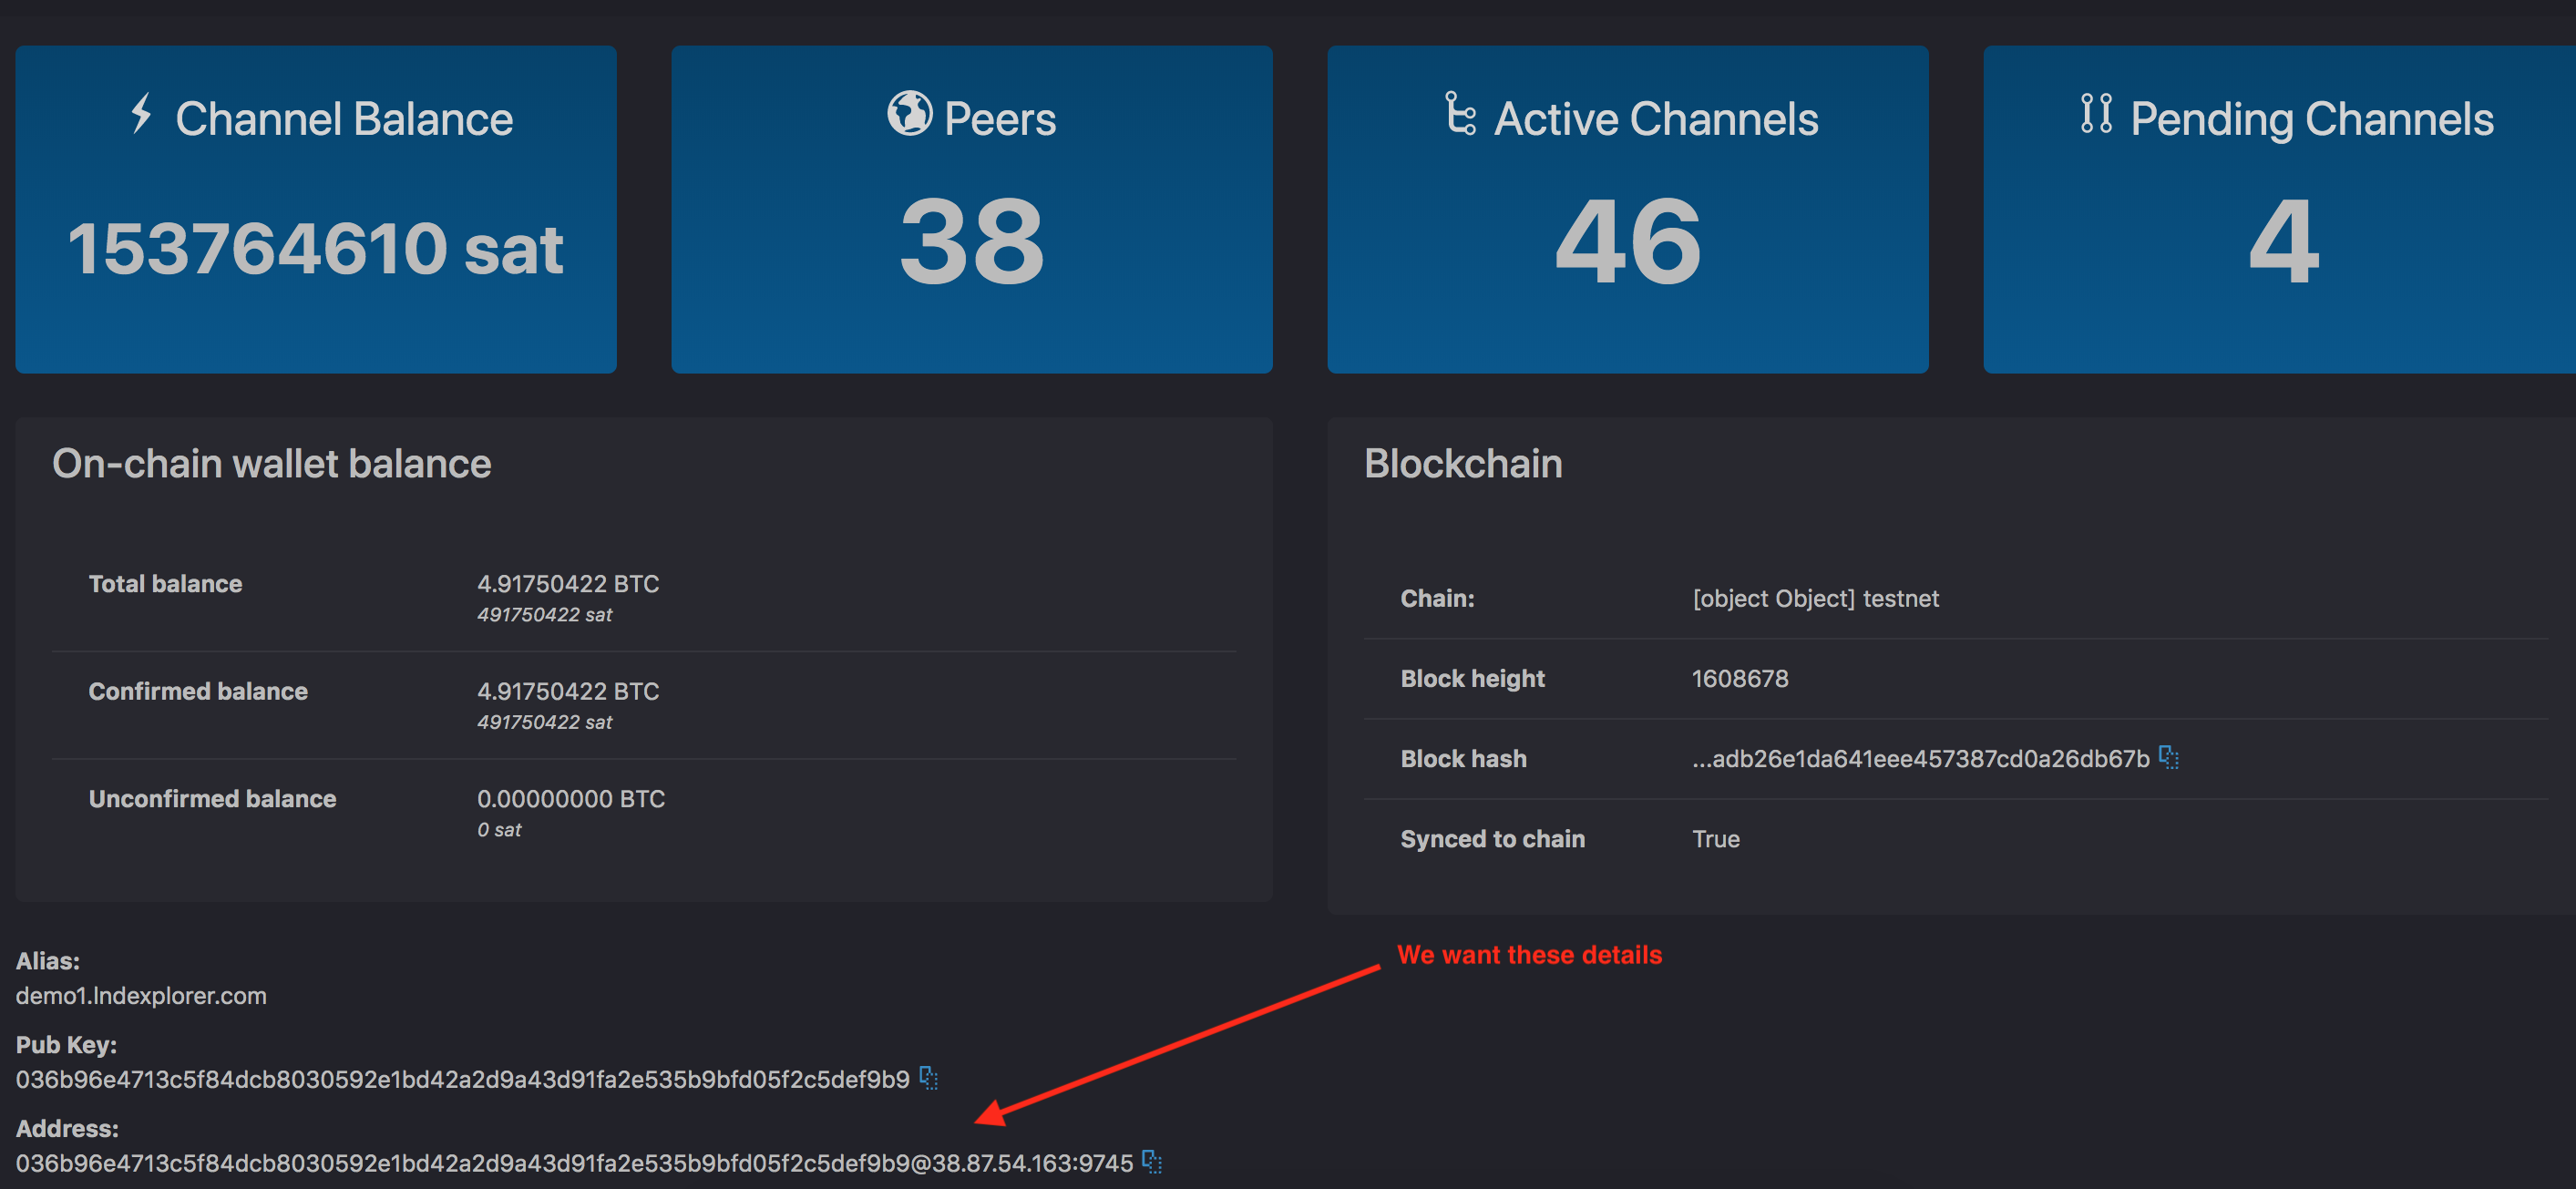 Channel Balance
153764610 sat
Peers
38
Active Channels
46
Pending Channels
4
On-chain wallet balance
Total balance 4.91750422 BTC
491750422 sat
Confirmed balance 4.91750422 BTC
491750422 sat
Unconfirmed balance 0.00000000 BTC
0 sat
Blockchain
Chain: [object Object] testnet
Block height 1608678
Block hash ...adb26e1da641eee457387cd0a26db67b
Synced to chain True
We want these details
Alias:
demo1.lndexplorer.com
Pub Key:
036b96e4713c5f84dcb8030592e1bd42a2d9a43d91fa2e535b9bfd05f2c5def9b9
Address:
036b96e4713c5f84dcb8030592e1bd42a2d9a43d91fa2e535b9bfd05f2c5def9b9@38.87.54.163:9745